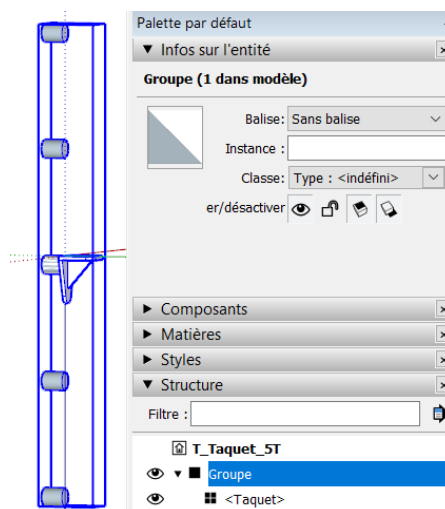 Palette par défaut
Infos sur l'entité
Groupe (1 dans modèle)
Balise: Sans balise
Instance :
Classe: Type : <indéfini>
er/désactiver
Composants
Matières
Styles
Structure
Filtre :
T_Taquet_5T
Groupe
<Taquet>